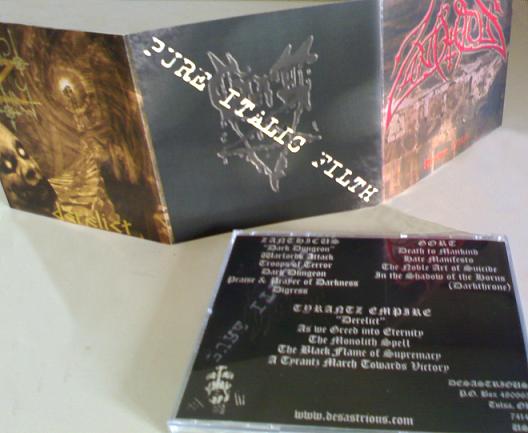 PURE ITALIC FILTH
derelict
ZANTHICUS
"Dark Dungeon"
Warlords Attack
Troops of Terror
Dark Dungeon
Praise & Prayer of Darkness
Digress
GORT
Death to Mankind
Hate Manifesto
The Noble Art of Suicide
In the Shadow of the Horns
(Darkthrone)
TYRANTZ EMPIRE
"Derelict"
As we Greed into Eternity
The Monolith Spell
The Black Flame of Supremacy
A Tyrantz March Towards Victory
DESASTRIOUS
P.O. Box
Tulsa,
www.desastrious.com